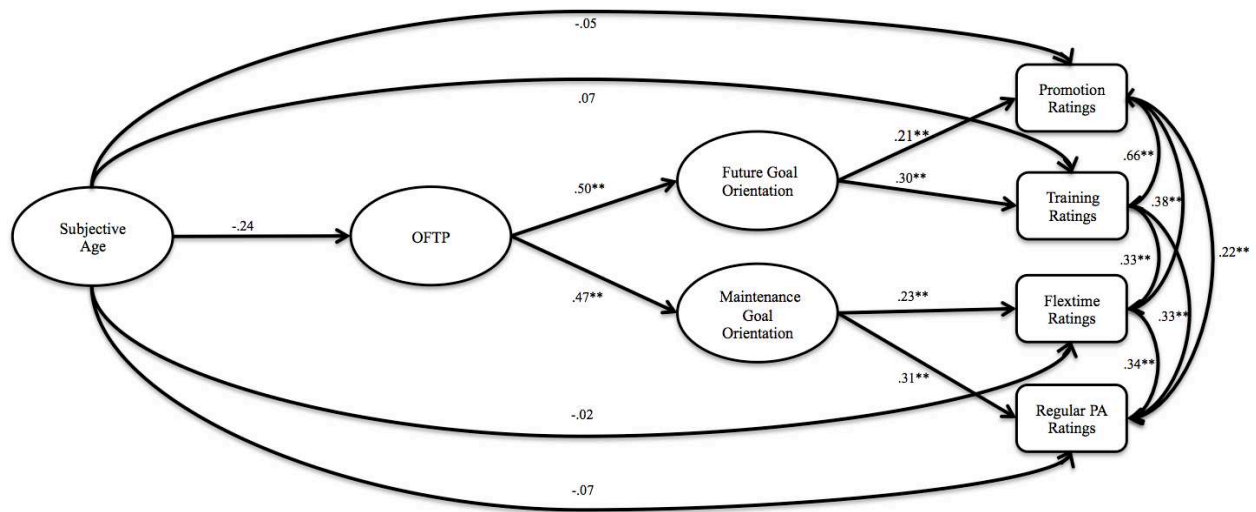 -.05
Promotion
Ratings
.07
.21**
.66**
Future Goal
Orientation
.30**
.50**
Training
Ratings
.38**
Subjective
Age
-.24
OFTP
.22**
.33**
.47**
Maintenance
Goal
Orientation
.23**
Flextime
Ratings
.33**
.34**
.31**
-.02
Regular PA
Ratings
-.07